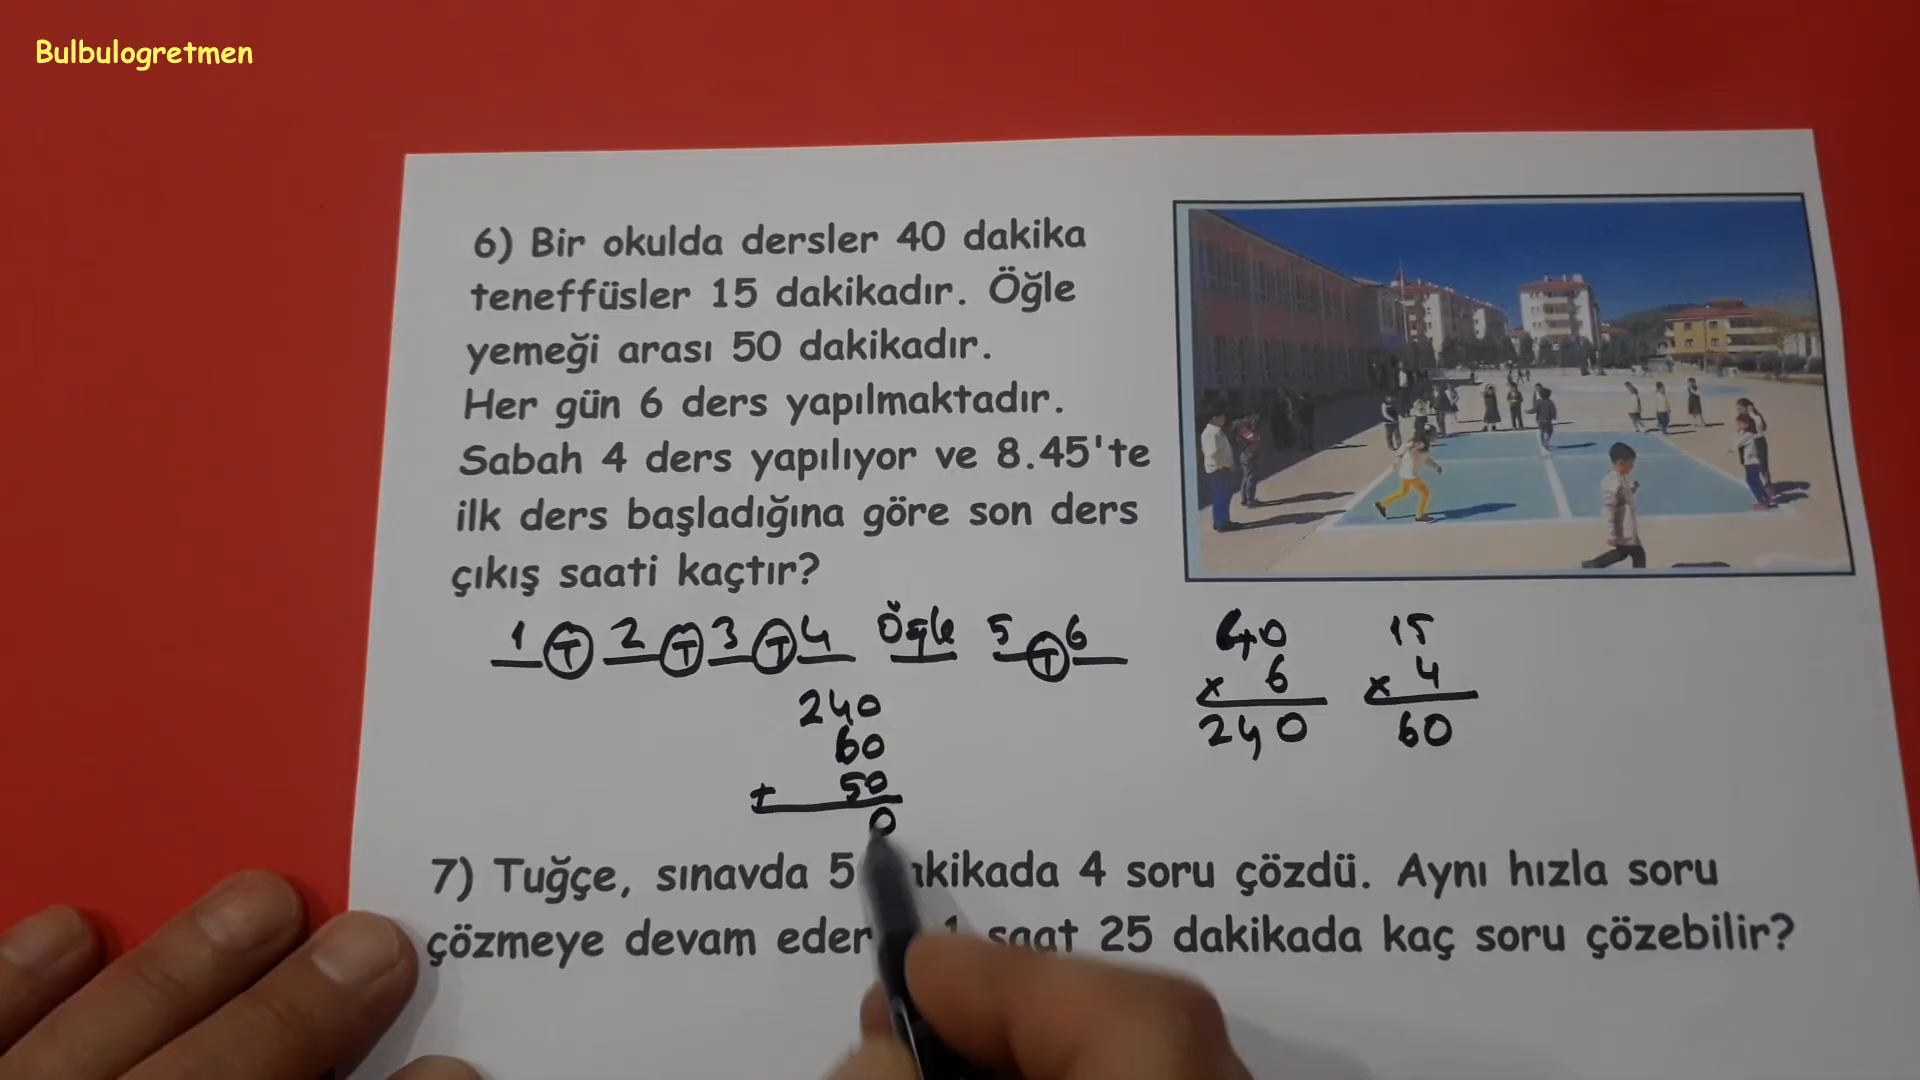 Bulbulogretmen
6) Bir okulda dersler 40 dakika
teneffüsler 15 dakikadır. Öğle
yemeği arası 50 dakikadır.
Her gün 6 ders yapılmaktadır.
Sabah 4 ders yapılıyor ve 8.45'te
ilk ders başladığına göre son ders
çıkış saati kaçtır?
1 T 2 T 3 T 4 Öğle 5 T 6
240
60
+ 50
0
40
x 6
240
15
x 4
60
7) Tuğçe, sınavda 5 akikada 4 soru çözdü. Aynı hızla soru
çözmeye devam eder 1 saat 25 dakikada kaç soru çözebilir?